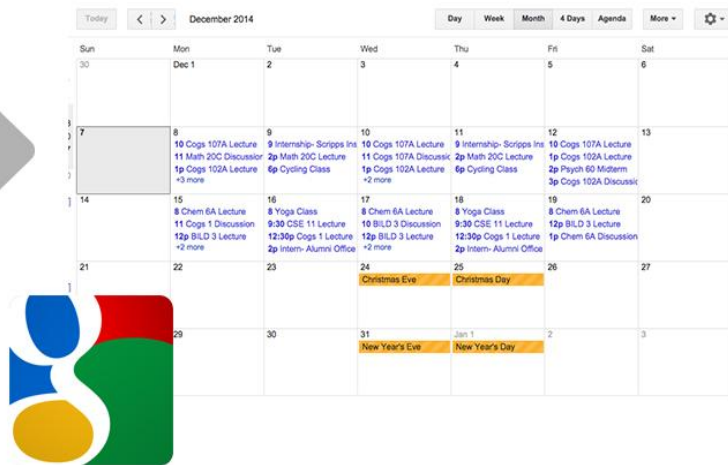 Today < > December 2014 Day Week Month 4 Days Agenda More
Sun Mon Tue Wed Thu Fri Sat
30 Dec 1 2 3 4 5 6
7 8 9 10 11 12 13
10 Cogs 107A Lecture 9 Internship- Scripps Ins 10 Cogs 107A Lecture 9 Internship- Scripps Ins 10 Cogs 107A Lecture
11 Math 20C Discussion 2p Math 20C Lecture 11 Cogs 107A Discussic 2p Math 20C Lecture 1p Cogs 102A Lecture
1p Cogs 102A Lecture 6p Cycling Class 1p Cogs 102A Lecture 6p Cycling Class 2p Psych 60 Midterm
+3 more +2 more 3p Cogs 102A Discussic
14 15 16 17 18 19 20
8 Chem 6A Lecture 8 Yoga Class 8 Chem 6A Lecture 8 Yoga Class 8 Chem 6A Lecture
11 Cogs 1 Discussion 9:30 CSE 11 Lecture 10 BILD 3 Discussion 9:30 CSE 11 Lecture 12p BILD 3 Lecture
12p BILD 3 Lecture 12:30p Cogs 1 Lecture 12p BILD 3 Lecture 12:30p Cogs 1 Lecture 1p Chem 6A Discussion
+2 more 2p Intern- Alumni Office +2 more 2p Intern- Alumni Office
21 22 23 24 25 26 27
Christmas Eve Christmas Day
29 30 31 Jan 1 2 3
New Year's Eve New Year's Day
g